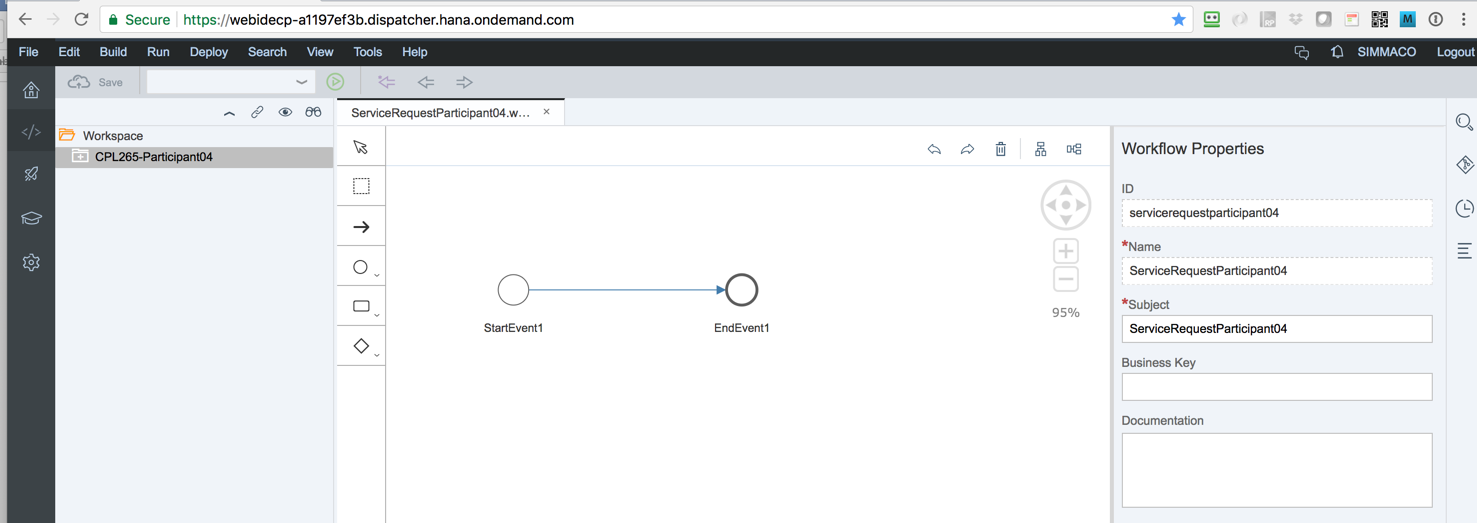 Secure https://webidecp-a1197ef3b.dispatcher.hana.ondemand.com
File Edit Build Run Deploy Search View Tools Help SIMMACO Logout
Save
ServiceRequestParticipant04.w... ×
Workspace
CPL265-Participant04
Workflow Properties
ID
servicerequestparticipant04
*Name
ServiceRequestParticipant04
*Subject
ServiceRequestParticipant04
Business Key
Documentation
95%
StartEvent1
EndEvent1